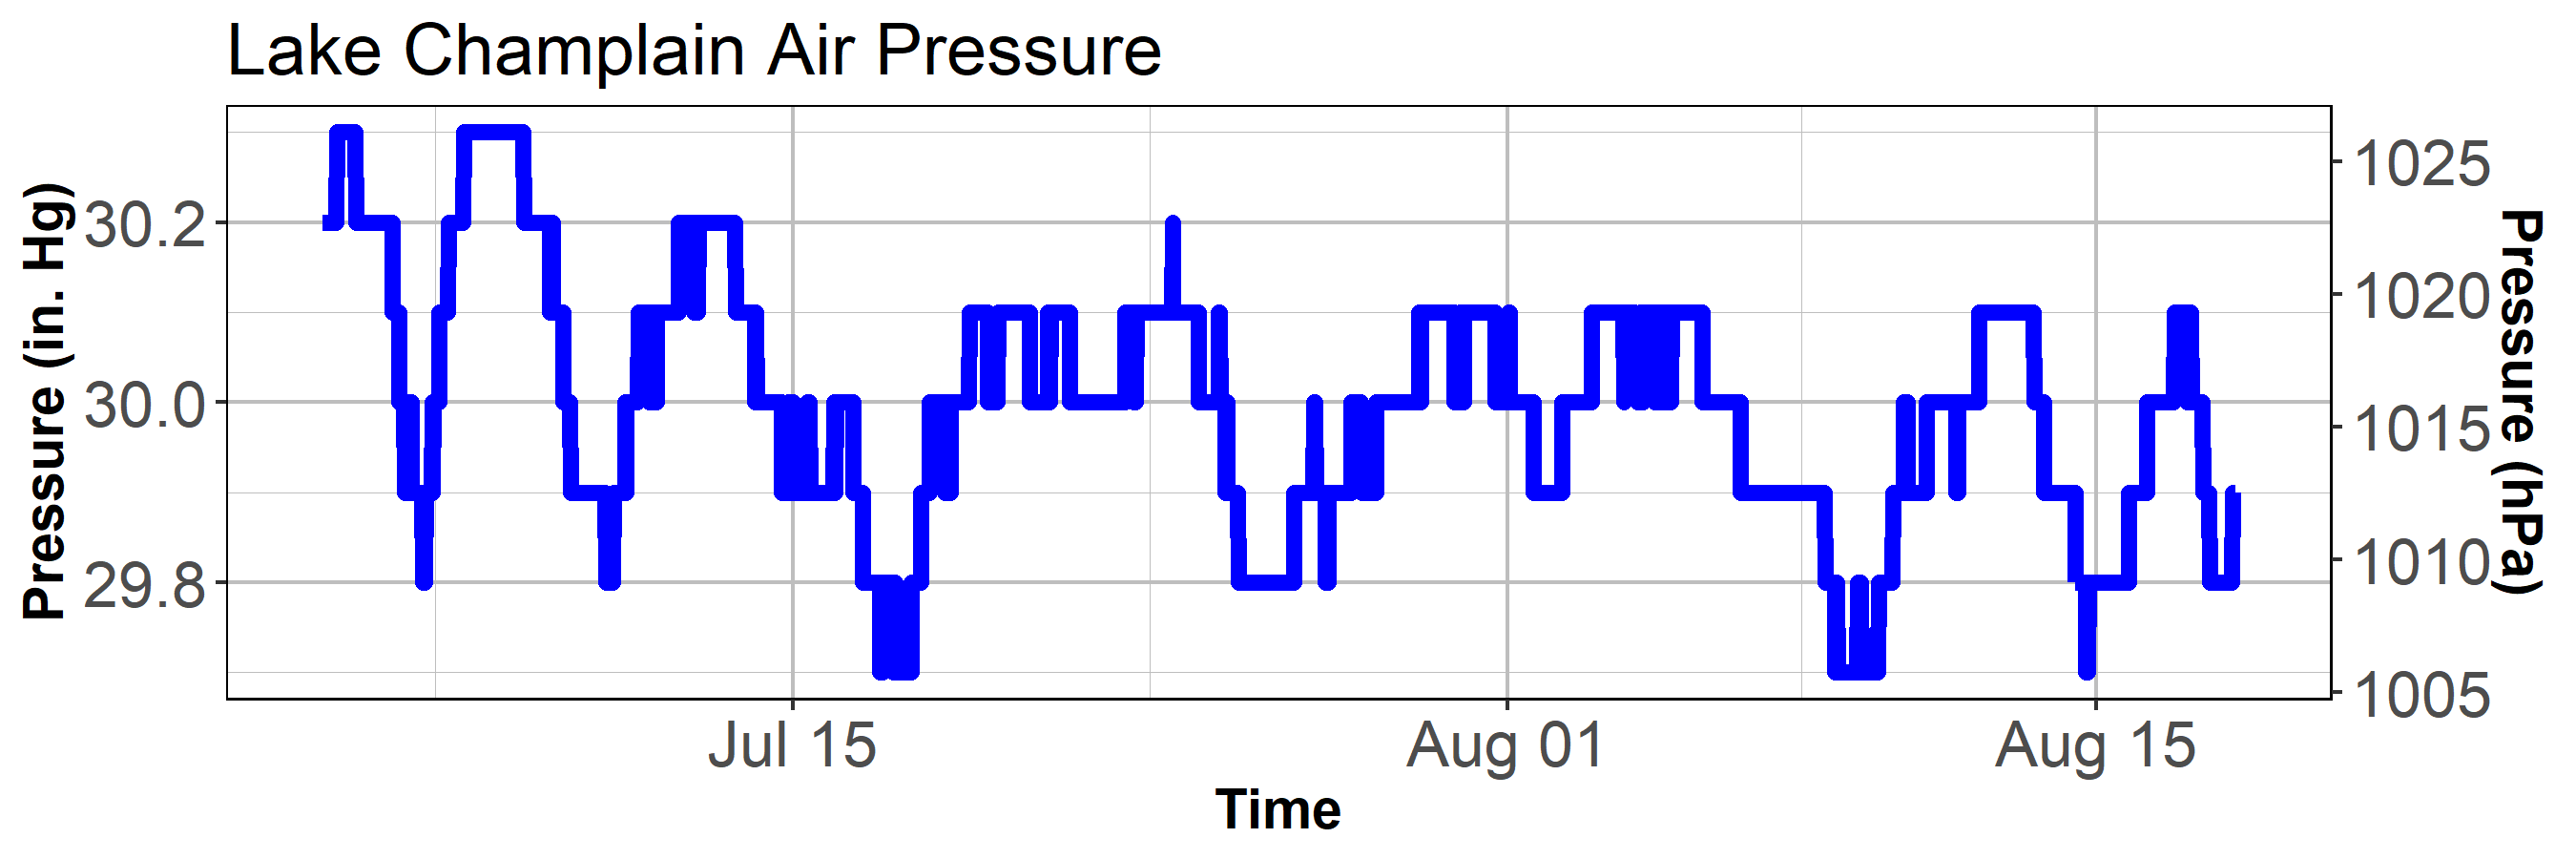 Lake Champlain Air Pressure
Pressure (in. Hg)
30.2
30.0
29.8
1025
1020
1015
1010
1005
Pressure (hPa)
Jul 15
Aug 01
Aug 15
Time